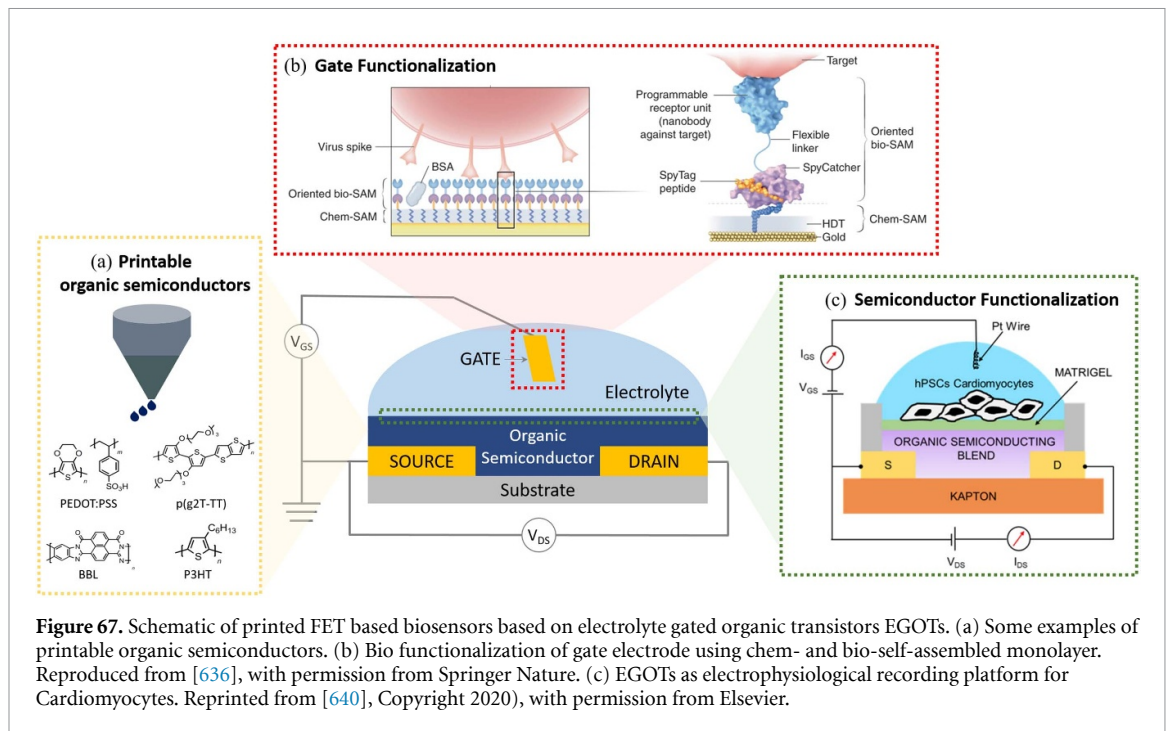 (b) Gate Functionalization
Virus spike
BSA
Oriented bio-SAM
Chem-SAM
Target
Programmable
receptor unit
(nanobody
against target)
Flexible
linker
Oriented
bio-SAM
SpyCatcher
SpyTag
peptide
Chem-SAM
HDT
Gold
(a) Printable
organic semiconductors
PEDOT:PSS
p(g2T-TT)
BBL
P3HT
S
O
O
n
m
SO₃H
C₆H₁₃
N
V_GS
GATE
Electrolyte
Organic
Semiconductor
SOURCE
DRAIN
Substrate
V_DS
(c) Semiconductor Functionalization
Pt Wire
I_GS
V_GS
MATRIGEL
hPSCs Cardiomyocytes
ORGANIC SEMICONDUCTING
BLEND
S
D
KAPTON
V_DS
I_DS
Figure 67. Schematic of printed FET based biosensors based on electrolyte gated organic transistors EGOTs. (a) Some examples of
printable organic semiconductors. (b) Bio functionalization of gate electrode using chem- and bio-self-assembled monolayer.
Reproduced from [636], with permission from Springer Nature. (c) EGOTs as electrophysiological recording platform for
Cardiomyocytes. Reprinted from [640], Copyright 2020), with permission from Elsevier.